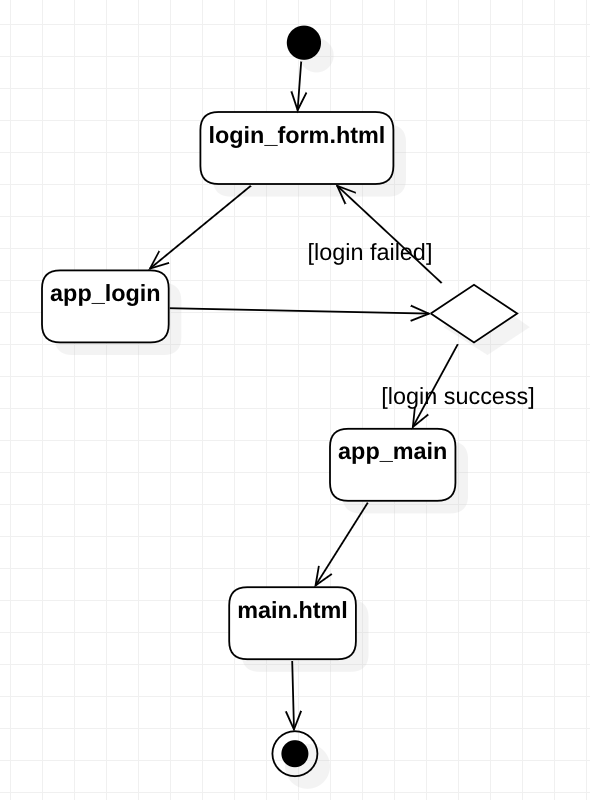 login_form.html
[login failed]
app_login
[login success]
app_main
main.html